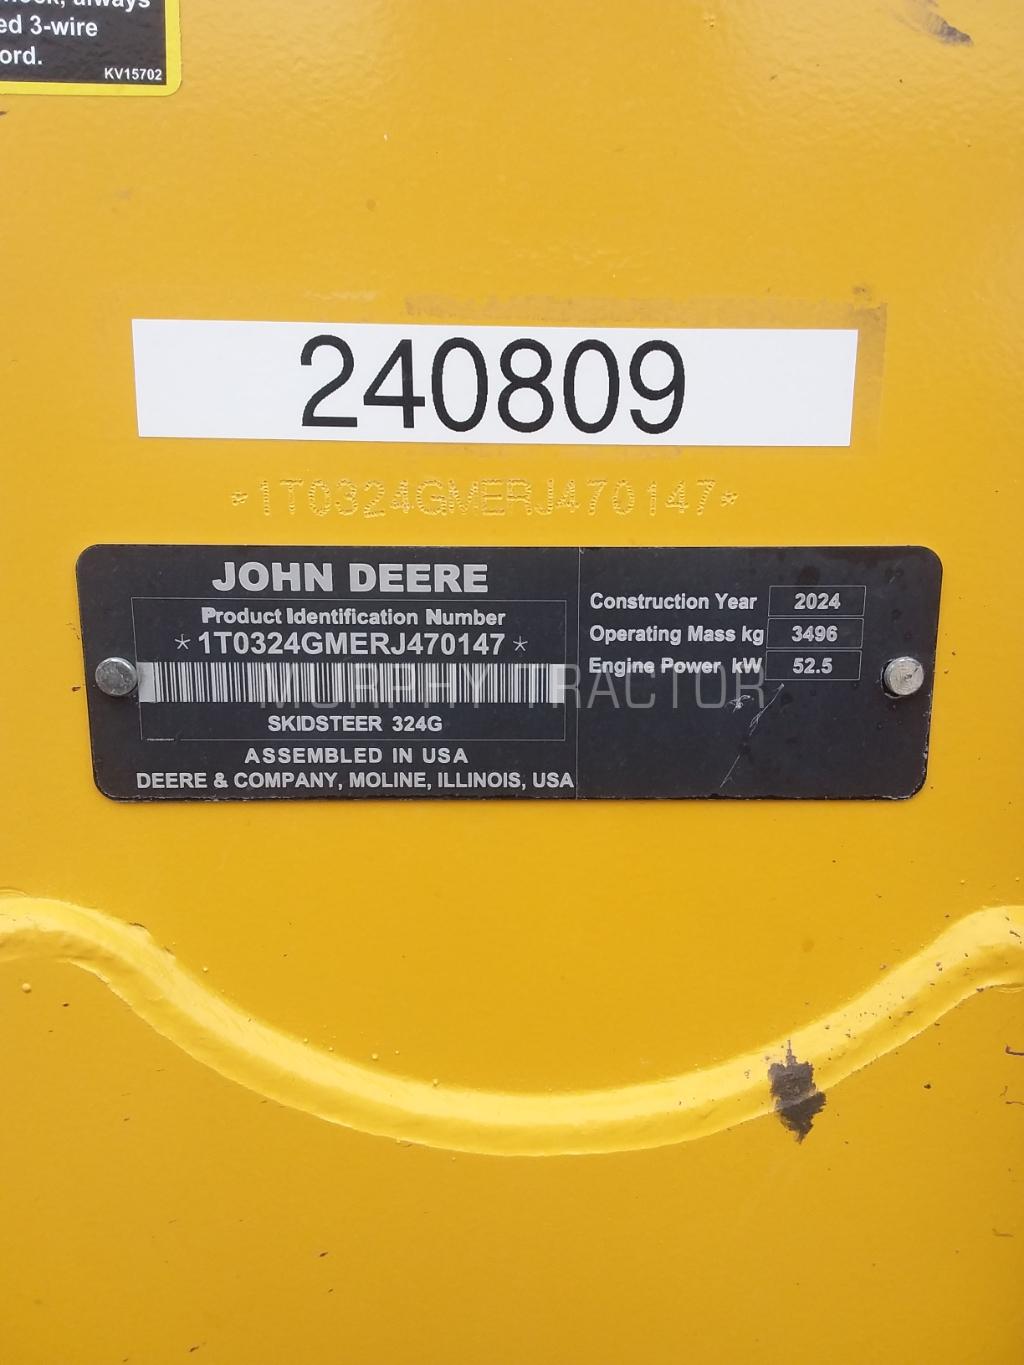 always
ed 3-wire
ord.
KV15702
240809
*1T0324GMERJ470147*
JOHN DEERE
Product Identification Number
*1T0324GMERJ470147*
SKIDSTEER 324G
ASSEMBLED IN USA
DEERE & COMPANY, MOLINE, ILLINOIS, USA
Construction Year 2024
Operating Mass kg 3496
Engine Power kW 52.5
MURPHY TRACTOR